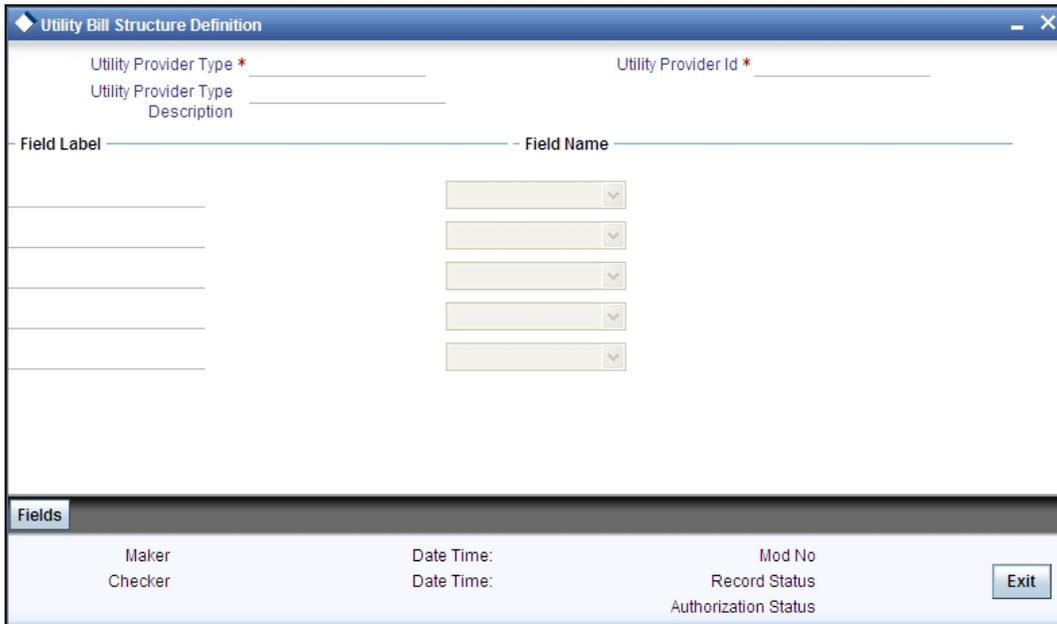 Utility Bill Structure Definition
Utility Provider Type *
Utility Provider Id *
Utility Provider Type
Description
Field Label
Field Name
Fields
Maker
Date Time:
Mod No
Checker
Date Time:
Record Status
Authorization Status
Exit